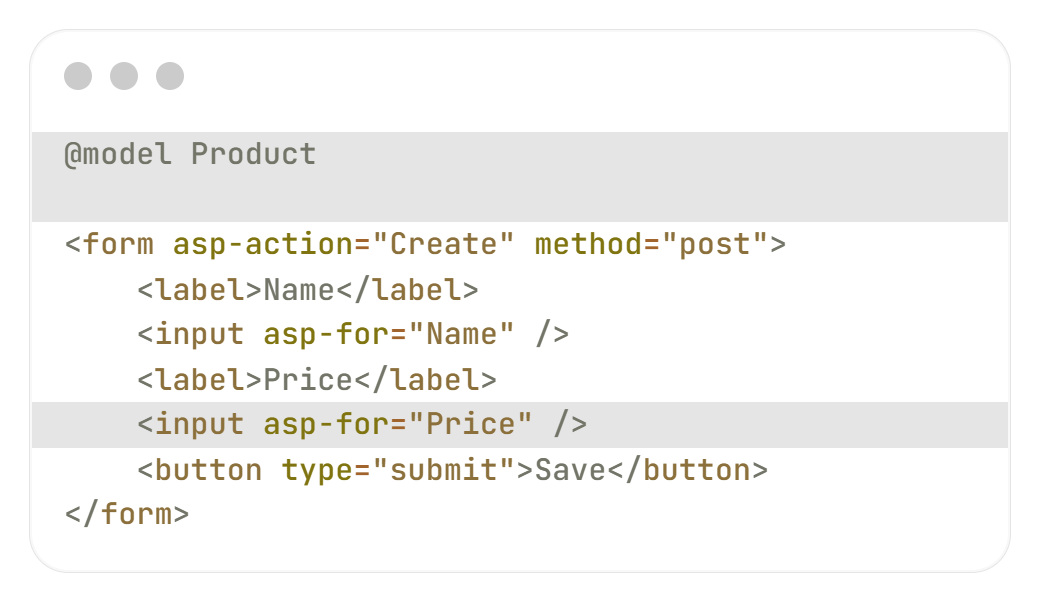 @model Product

<form asp-action="Create" method="post">
    <label>Name</label>
    <input asp-for="Name" />
    <label>Price</label>
    <input asp-for="Price" />
    <button type="submit">Save</button>
</form>